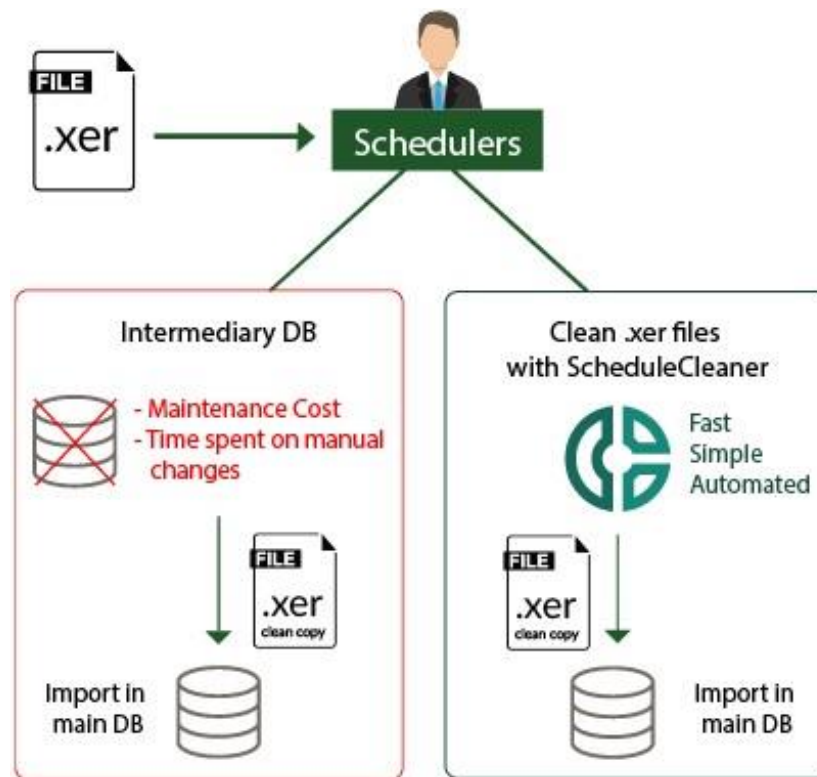 FILE
.xer
Schedulers
Intermediary DB
- Maintenance Cost
- Time spent on manual
changes
FILE
.xer
clean copy
Import in
main DB
Clean .xer files
with ScheduleCleaner
Fast
Simple
Automated
FILE
.xer
clean copy
Import in
main DB